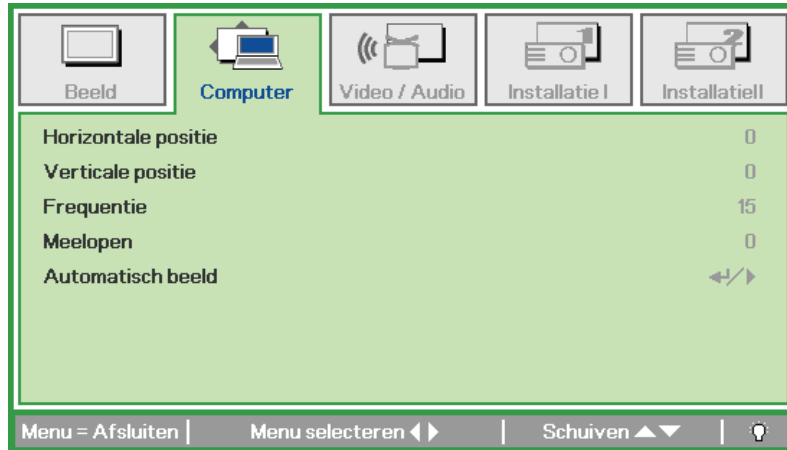 Beeld Computer Video / Audio Installatie I InstallatieII
Horizontale positie 0
Verticale positie 0
Frequentie 15
Meelopen 0
Automatisch beeld
Menu = Afsluiten Menu selecteren Schuiven